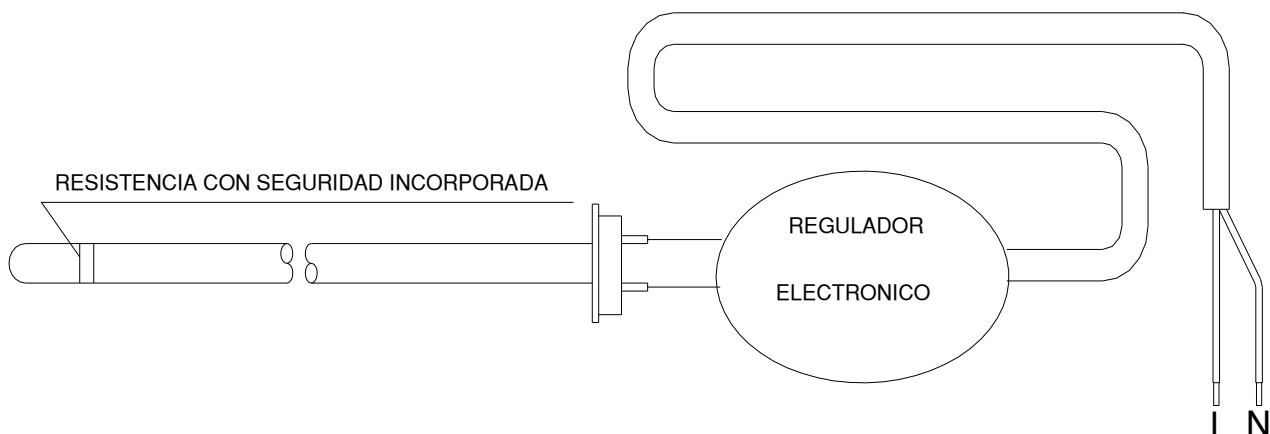 RESISTENCIA CON SEGURIDAD INCORPORADA
REGULADOR
ELECTRONICO
I N